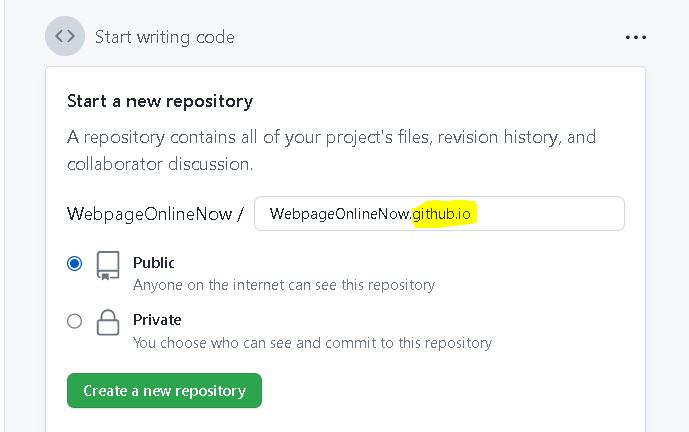 Start writing code
Start a new repository
A repository contains all of your project's files, revision history, and
collaborator discussion.
WebpageOnlineNow / WebpageOnlineNow.github.io
Public
Anyone on the internet can see this repository
Private
You choose who can see and commit to this repository
Create a new repository